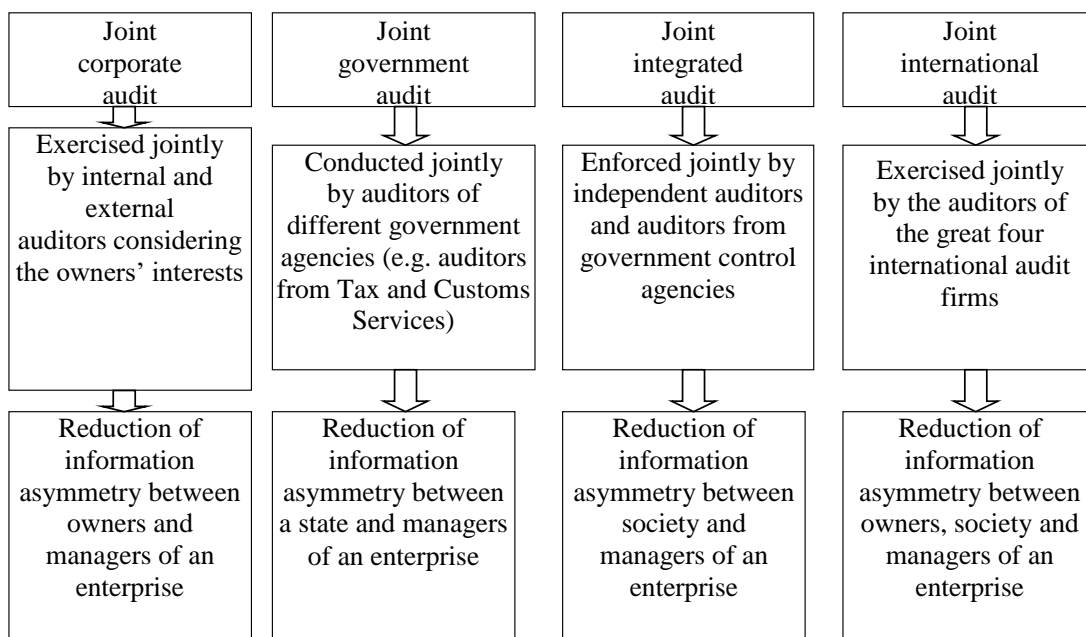 Joint
corporate
audit
Exercised jointly
by internal and
external
auditors considering
the owners’ interests
Reduction of
information
asymmetry between
owners and
managers of an
enterprise
Joint
government
audit
Conducted jointly
by auditors of
different government
agencies (e.g. auditors
from Tax and Customs
Services)
Reduction of
information
asymmetry between
a state and managers
of an enterprise
Joint
integrated
audit
Enforced jointly by
independent auditors
and auditors from
government control
agencies
Reduction of
information
asymmetry between
society and
managers of an
enterprise
Joint
international
audit
Exercised jointly
by the auditors of
the great four
international audit
firms
Reduction of
information
asymmetry between
owners, society and
managers of an
enterprise